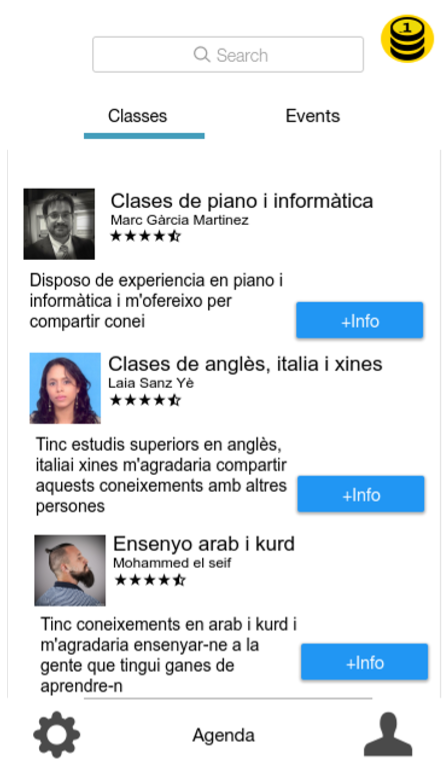 1
Search
Classes
Events
Clases de piano i informàtica
Marc Gàrcia Martinez
Disposo de experiencia en piano i
informàtica i m'ofereixo per
compartir conei
+Info
Clases de anglès, italia i xines
Laia Sanz Yè
Tinc estudis superiors en anglès,
italiai xines m'agradaria compartir
aquests coneixements amb altres
persones
+Info
Ensenyo arab i kurd
Mohammed el seif
Tinc coneixements en arab i kurd i
m'agradaria ensenyar-ne a la
gente que tingui ganes de
aprendre-n
+Info
Agenda